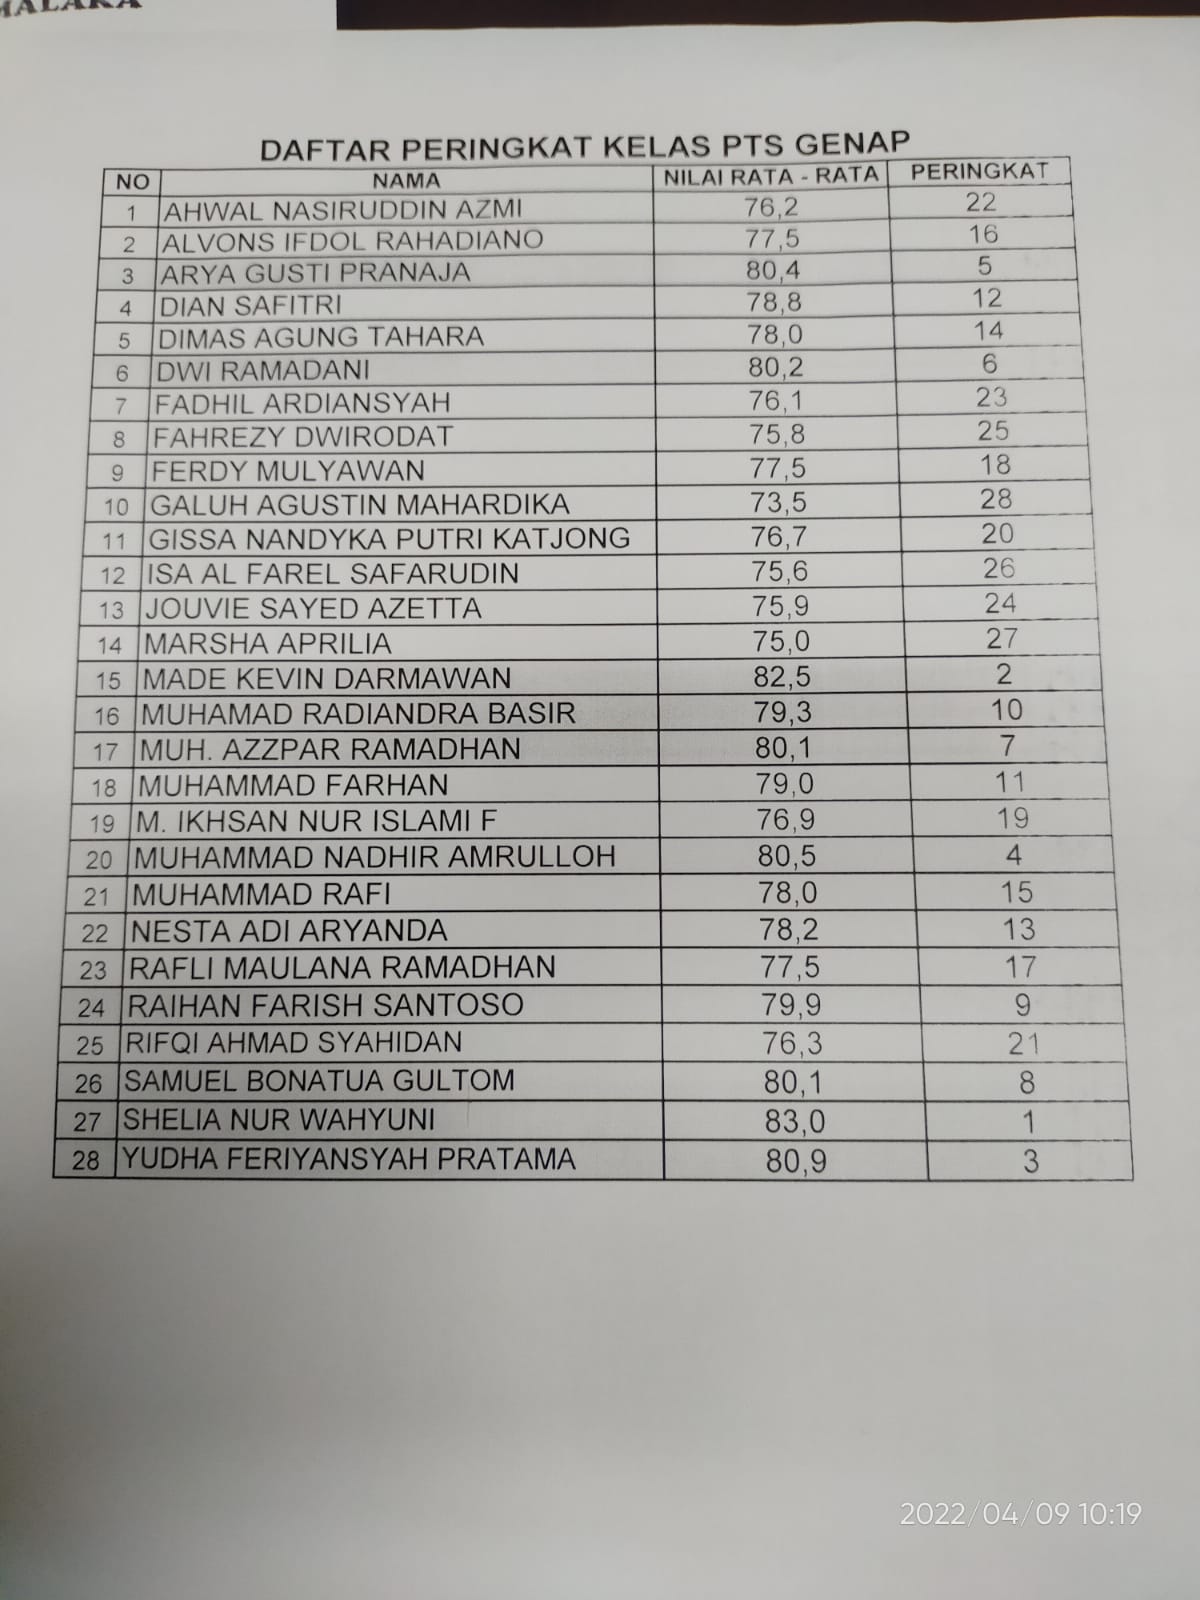 MALAKA
DAFTAR PERINGKAT KELAS PTS GENAP
NO NAMA NILAI RATA - RATA PERINGKAT
1 AHWAL NASIRUDDIN AZMI 76,2 22
2 ALVONS IFDOL RAHADIANO 77,5 16
3 ARYA GUSTI PRANAJA 80,4 5
4 DIAN SAFITRI 78,8 12
5 DIMAS AGUNG TAHARA 78,0 14
6 DWI RAMADANI 80,2 6
7 FADHIL ARDIANSYAH 76,1 23
8 FAHREZY DWIRODAT 75,8 25
9 FERDY MULYAWAN 77,5 18
10 GALUH AGUSTIN MAHARDIKA 73,5 28
11 GISSA NANDYKA PUTRI KATJONG 76,7 20
12 ISA AL FAREL SAFARUDIN 75,6 26
13 JOUVIE SAYED AZETTA 75,9 24
14 MARSHA APRILIA 75,0 27
15 MADE KEVIN DARMAWAN 82,5 2
16 MUHAMAD RADIANDRA BASIR 79,3 10
17 MUH. AZZPAR RAMADHAN 80,1 7
18 MUHAMMAD FARHAN 79,0 11
19 M. IKHSAN NUR ISLAMI F 76,9 19
20 MUHAMMAD NADHIR AMRULLOH 80,5 4
21 MUHAMMAD RAFI 78,0 15
22 NESTA ADI ARYANDA 78,2 13
23 RAFLI MAULANA RAMADHAN 77,5 17
24 RAIHAN FARISH SANTOSO 79,9 9
25 RIFQI AHMAD SYAHIDAN 76,3 21
26 SAMUEL BONATUA GULTOM 80,1 8
27 SHELIA NUR WAHYUNI 83,0 1
28 YUDHA FERIYANSYAH PRATAMA 80,9 3
2022/04/09 10:19